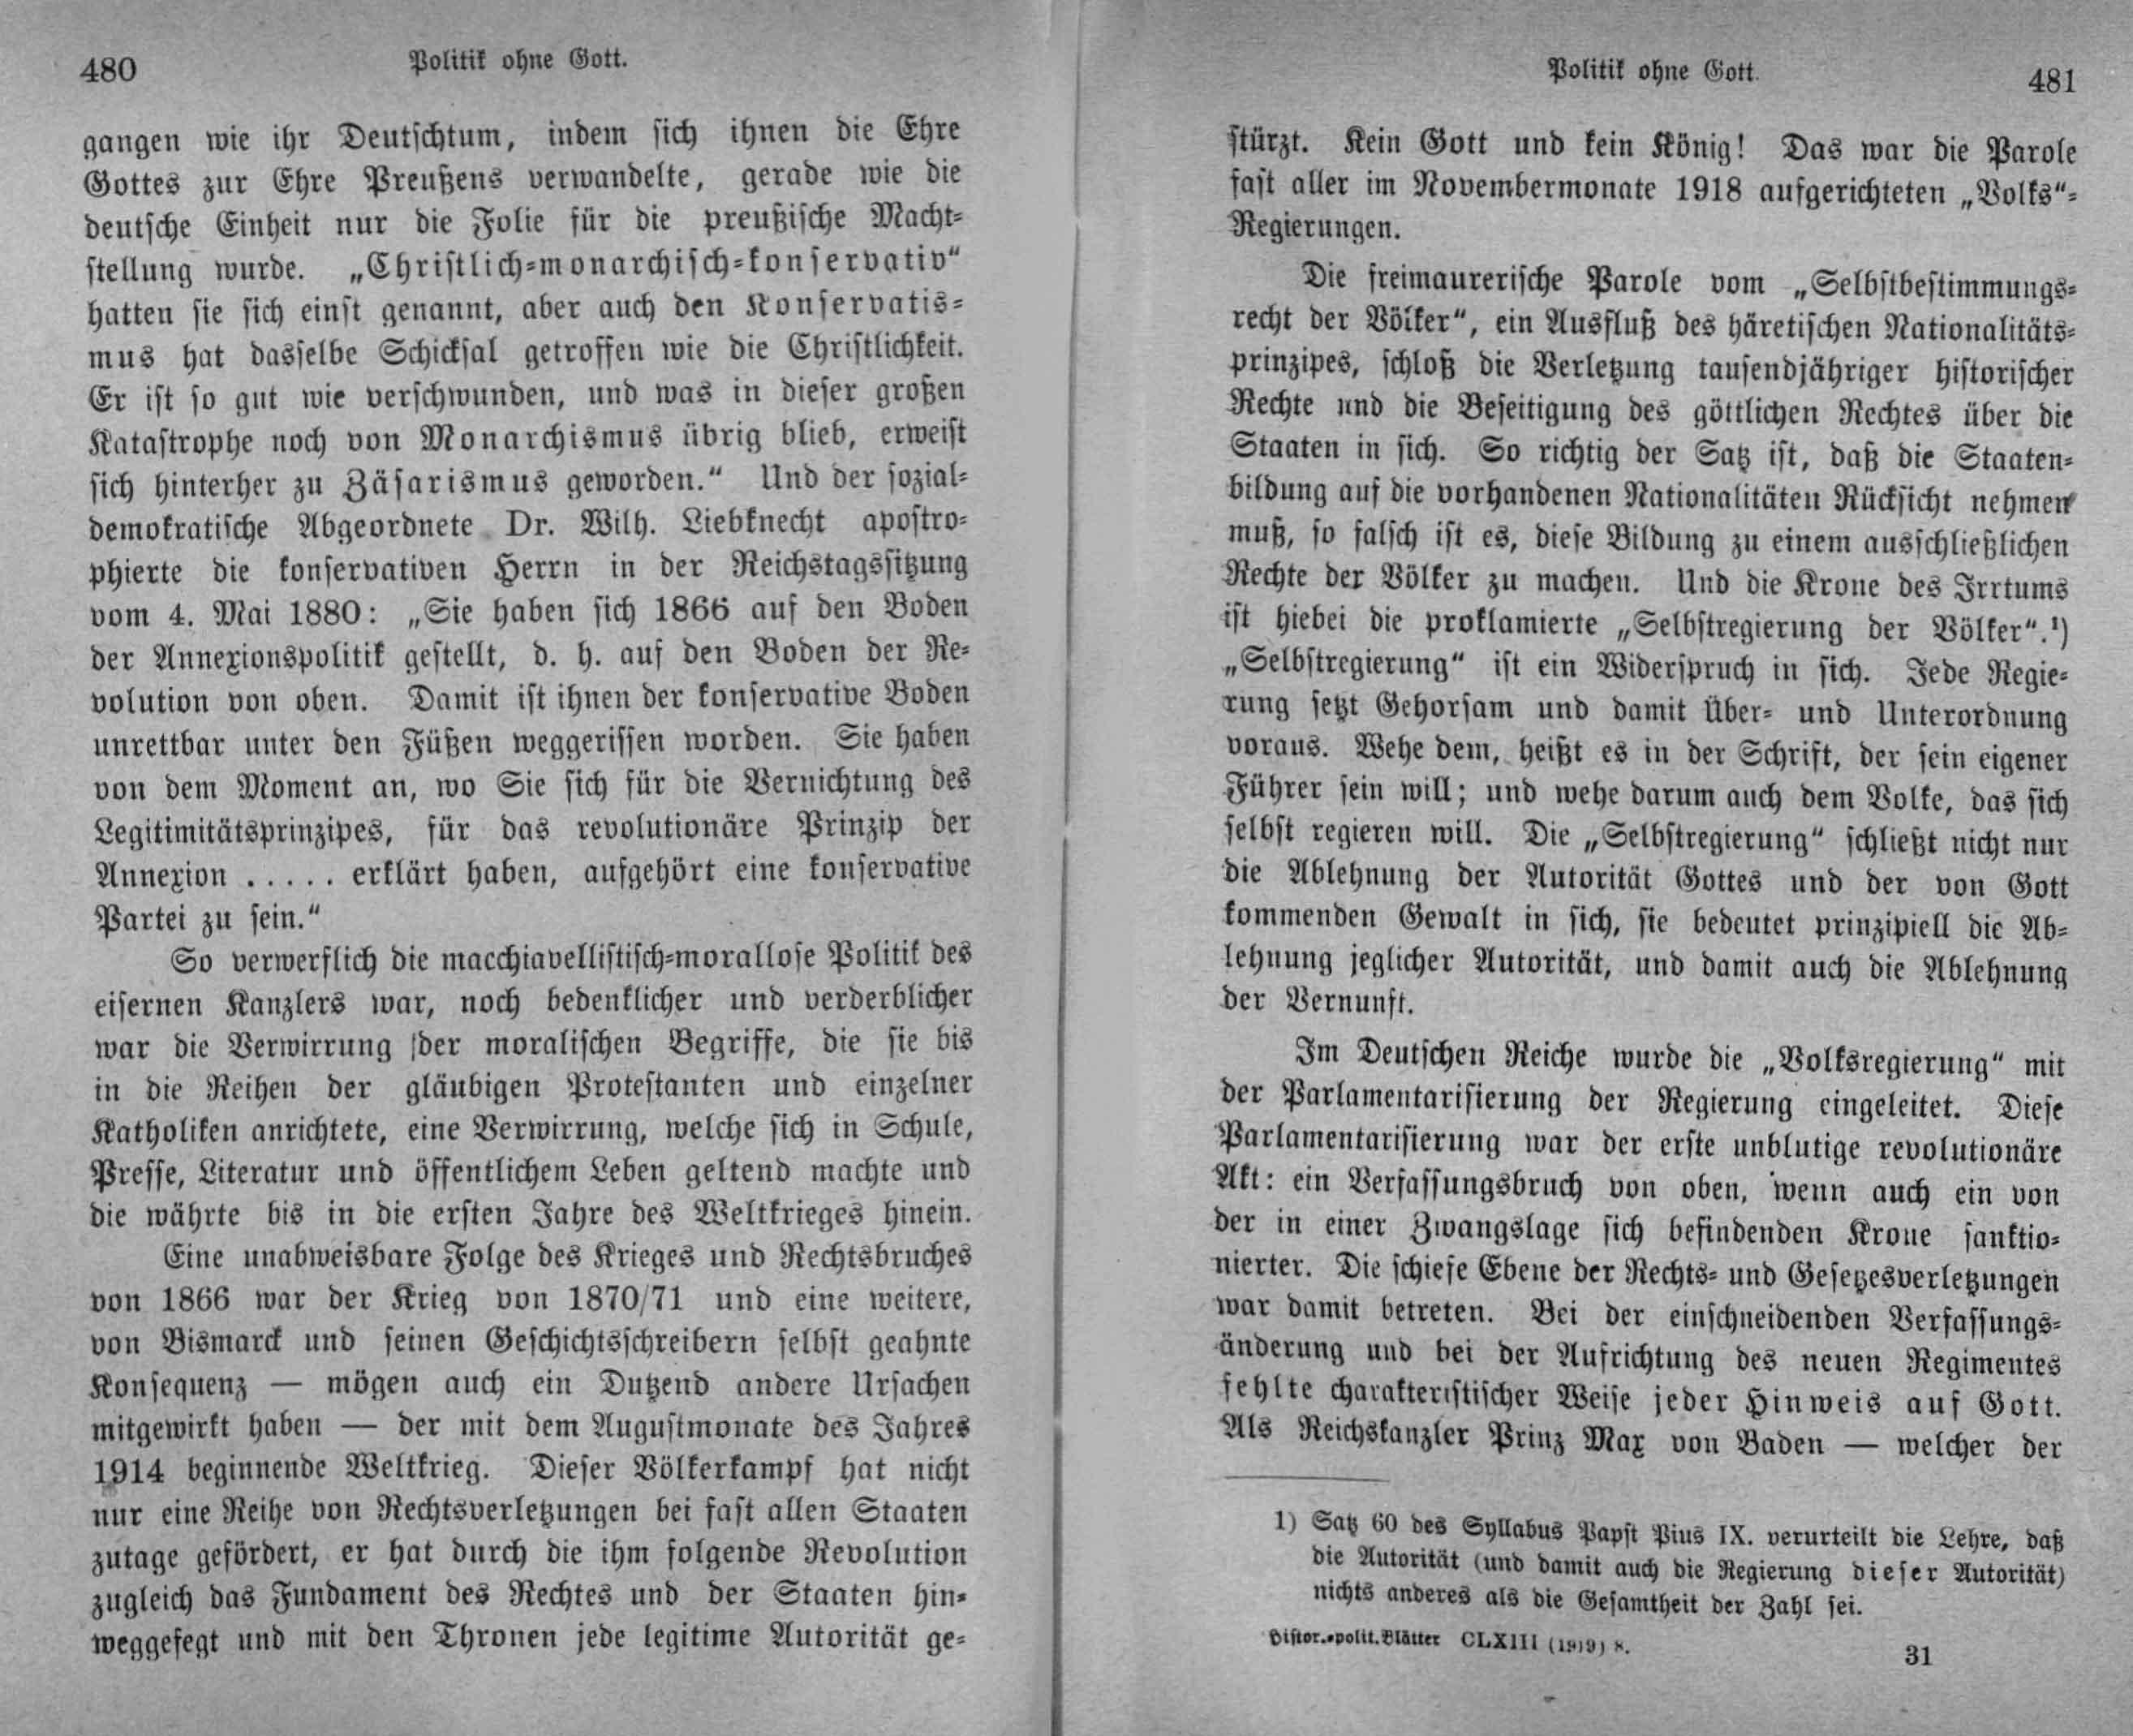 480
Politik ohne Gott.
gangen wie ihr Deutschtum, indem sich ihnen die Ehre
Gottes zur Ehre Preußens verwandelte, gerade wie die
deutsche Einheit nur die Folie für die preußische Macht-
stellung wurde. „Christlich-monarchisch-konservativ“
hatten sie sich einst genannt, aber auch den Konservatis-
mus hat dasselbe Schicksal getroffen wie die Christlichkeit.
Er ist so gut wie verschwunden, und was in dieser großen
Katastrophe noch von Monarchismus übrig blieb, erweist
sich hinterher zu Zäsarismus geworden.“ Und der sozial-
demokratische Abgeordnete Dr. Wilh. Liebknecht apostro-
phierte die konservativen Herrn in der Reichstagssitzung
vom 4. Mai 1880: „Sie haben sich 1866 auf den Boden
der Annexionspolitik gestellt, d. h. auf den Boden der Re-
volution von oben. Damit ist ihnen der konservative Boden
unrettbar unter den Füßen weggerissen worden. Sie haben
von dem Moment an, wo Sie sich für die Vernichtung des
Legitimitätsprinzipes, für das revolutionäre Prinzip der
Annexion ..... erklärt haben, aufgehört eine konservative
Partei zu sein.“
So verwerflich die macchiavellistisch-morallose Politik des
eisernen Kanzlers war, noch bedenklicher und verderblicher
war die Verwirrung der moralischen Begriffe, die sie bis
in die Reihen der gläubigen Protestanten und einzelner
Katholiken anrichtete, eine Verwirrung, welche sich in Schule,
Presse, Literatur und öffentlichem Leben geltend machte und
die währte bis in die ersten Jahre des Weltkrieges hinein.
Eine unabweisbare Folge des Krieges und Rechtsbruches
von 1866 war der Krieg von 1870/71 und eine weitere,
von Bismarck und seinen Geschichtsschreibern selbst geahnte
Konsequenz — mögen auch ein Dutzend andere Ursachen
mitgewirkt haben — der mit dem Augustmonate des Jahres
1914 beginnende Weltkrieg. Dieser Völkerkampf hat nicht
nur eine Reihe von Rechtsverletzungen bei fast allen Staaten
zutage gefördert, er hat durch die ihm folgende Revolution
zugleich das Fundament des Rechtes und der Staaten hin-
weggefegt und mit den Thronen jede legitime Autorität ge-
Politik ohne Gott.
481
stürzt. Kein Gott und kein König! Das war die Parole
fast aller im Novembermonate 1918 aufgerichteten „Volks“-
Regierungen.
Die freimaurerische Parole vom „Selbstbestimmungs-
recht der Völker“, ein Ausfluß des häretischen Nationalitäts-
prinzipes, schloß die Verletzung tausendjähriger historischer
Rechte und die Beseitigung des göttlichen Rechtes über die
Staaten in sich. So richtig der Satz ist, daß die Staaten-
bildung auf die vorhandenen Nationalitäten Rücksicht nehmen
muß, so falsch ist es, diese Bildung zu einem ausschließlichen
Rechte der Völker zu machen. Und die Krone des Irrtums
ist hiebei die proklamierte „Selbstregierung der Völker“.¹)
„Selbstregierung“ ist ein Widerspruch in sich. Jede Regie-
rung setzt Gehorsam und damit Über- und Unterordnung
voraus. Wehe dem, heißt es in der Schrift, der sein eigener
Führer sein will; und wehe darum auch dem Volke, das sich
selbst regieren will. Die „Selbstregierung“ schließt nicht nur
die Ablehnung der Autorität Gottes und der von Gott
kommenden Gewalt in sich, sie bedeutet prinzipiell die Ab-
lehnung jeglicher Autorität, und damit auch die Ablehnung
der Vernunft.
Im Deutschen Reiche wurde die „Volksregierung“ mit
der Parlamentarisierung der Regierung eingeleitet. Diese
Parlamentarisierung war der erste unblutige revolutionäre
Akt: ein Verfassungsbruch von oben, wenn auch ein von
der in einer Zwangslage sich befindenden Krone sanktio-
nierter. Die schiefe Ebene der Rechts- und Gesetzesverletzungen
war damit betreten. Bei der einschneidenden Verfassungs-
änderung und bei der Aufrichtung des neuen Regimentes
fehlte charakteristischer Weise jeder Hinweis auf Gott.
Als Reichskanzler Prinz Max von Baden — welcher der
1) Satz 60 des Syllabus Papst Pius IX. verurteilt die Lehre, daß
die Autorität (und damit auch die Regierung dieser Autorität)
nichts anderes als die Gesamtheit der Zahl sei.
Histor.-polit. Blätter CLXIII (1919) 8.
31